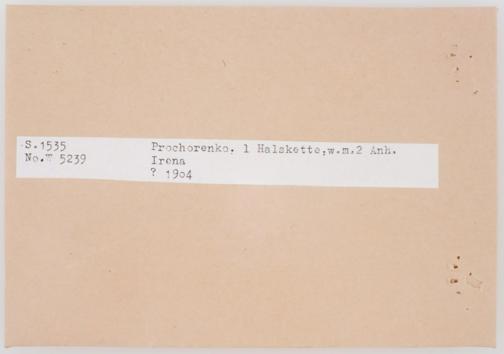 S.1535 Prochorenko, 1 Halskette,w.m.2 Anh.
No.W 5239 Irena
? 1904